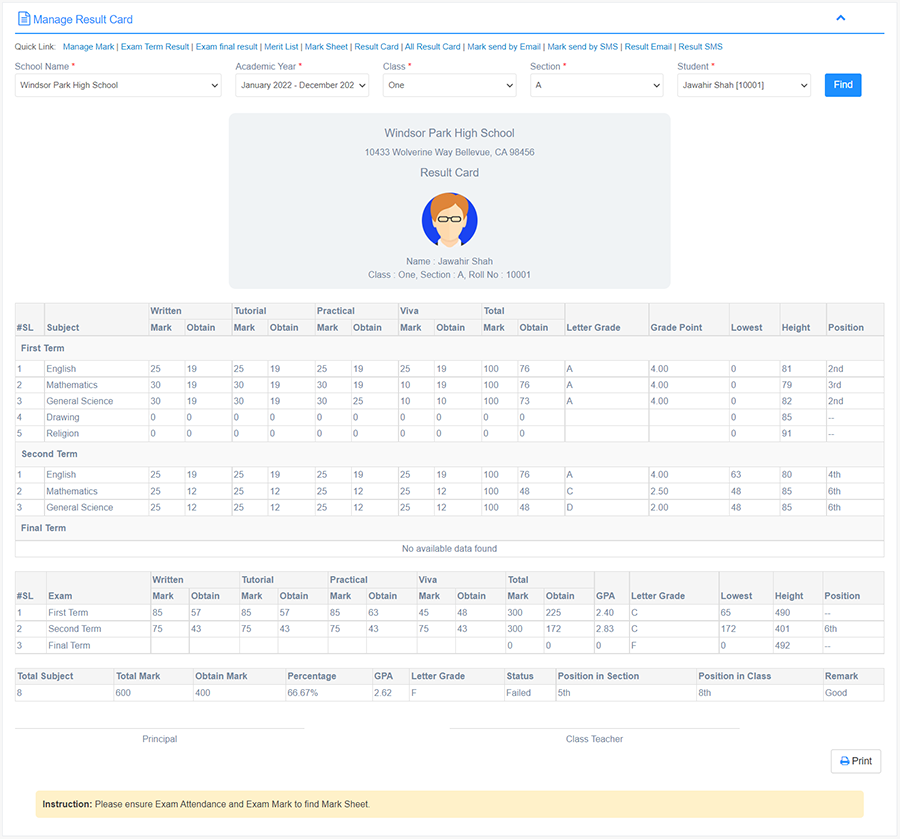 Manage Result Card
Quick Link: Manage Mark | Exam Term Result | Exam final result | Merit List | Mark Sheet | Result Card | All Result Card | Mark send by Email | Mark send by SMS | Result Email | Result SMS
School Name * Academic Year * Class * Section * Student *
Windsor Park High School January 2022 - December 202 One A Jawahir Shah [10001] Find
Windsor Park High School
10433 Wolverine Way Bellevue, CA 98456
Result Card
Name : Jawahir Shah
Class : One, Section : A, Roll No : 10001
Written Tutorial Practical Viva Total
#SL Subject Mark Obtain Mark Obtain Mark Obtain Mark Obtain Mark Obtain Letter Grade Grade Point Lowest Height Position
First Term
1 English 25 19 25 19 25 19 25 19 100 76 A 4.00 0 81 2nd
2 Mathematics 30 19 30 19 30 19 10 19 100 76 A 4.00 0 79 3rd
3 General Science 30 19 30 19 30 25 10 10 100 73 A 4.00 0 82 2nd
4 Drawing 0 0 0 0 0 0 0 0 0 0 0 85 --
5 Religion 0 0 0 0 0 0 0 0 0 0 0 91 --
Second Term
1 English 25 19 25 19 25 19 25 19 100 76 A 4.00 63 80 4th
2 Mathematics 25 12 25 12 25 12 25 12 100 48 C 2.50 48 85 6th
3 General Science 25 12 25 12 25 12 25 12 100 48 D 2.00 48 85 6th
Final Term
No available data found
Written Tutorial Practical Viva Total
#SL Exam Mark Obtain Mark Obtain Mark Obtain Mark Obtain Mark Obtain GPA Letter Grade Lowest Height Position
1 First Term 85 57 85 57 85 63 45 48 300 225 2.40 C 65 490 --
2 Second Term 75 43 75 43 75 43 75 43 300 172 2.83 C 172 401 6th
3 Final Term 0 0 0 F 0 492 --
Total Subject Total Mark Obtain Mark Percentage GPA Letter Grade Status Position in Section Position in Class Remark
8 600 400 66.67% 2.62 F Failed 5th 8th Good
Principal Class Teacher
Print
Instruction: Please ensure Exam Attendance and Exam Mark to find Mark Sheet.